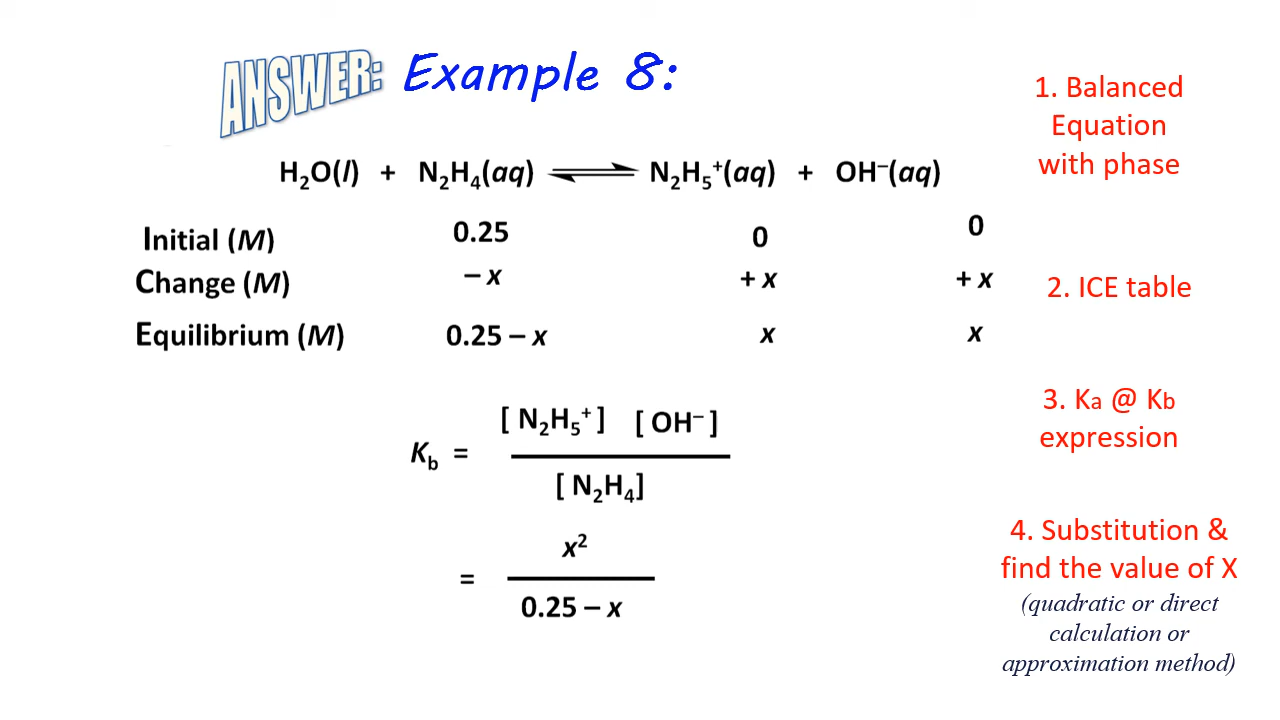 ANSWER: Example 8:
1. Balanced
Equation
with phase
H₂O(l) + N₂H₄(aq) ⇌ N₂H₅⁺(aq) + OH⁻(aq)
Initial (M) 0.25 0 0
Change (M) – x + x + x
2. ICE table
Equilibrium (M) 0.25 – x x x
3. Ka @ Kb
expression
[ N₂H₅⁺ ] [ OH⁻ ]
K_b =
[ N₂H₄]
4. Substitution &
find the value of X
(quadratic or direct
calculation or
approximation method)
x²
=
0.25 – x